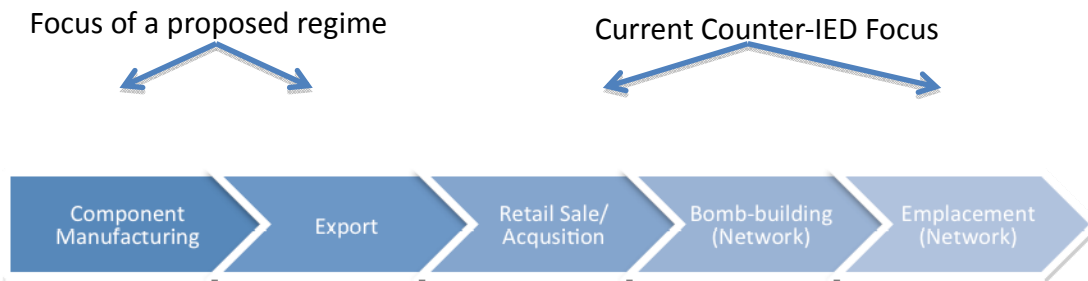 Focus of a proposed regime
Current Counter-IED Focus
Component
Manufacturing
Export
Retail Sale/
Acqusition
Bomb-building
(Network)
Emplacement
(Network)